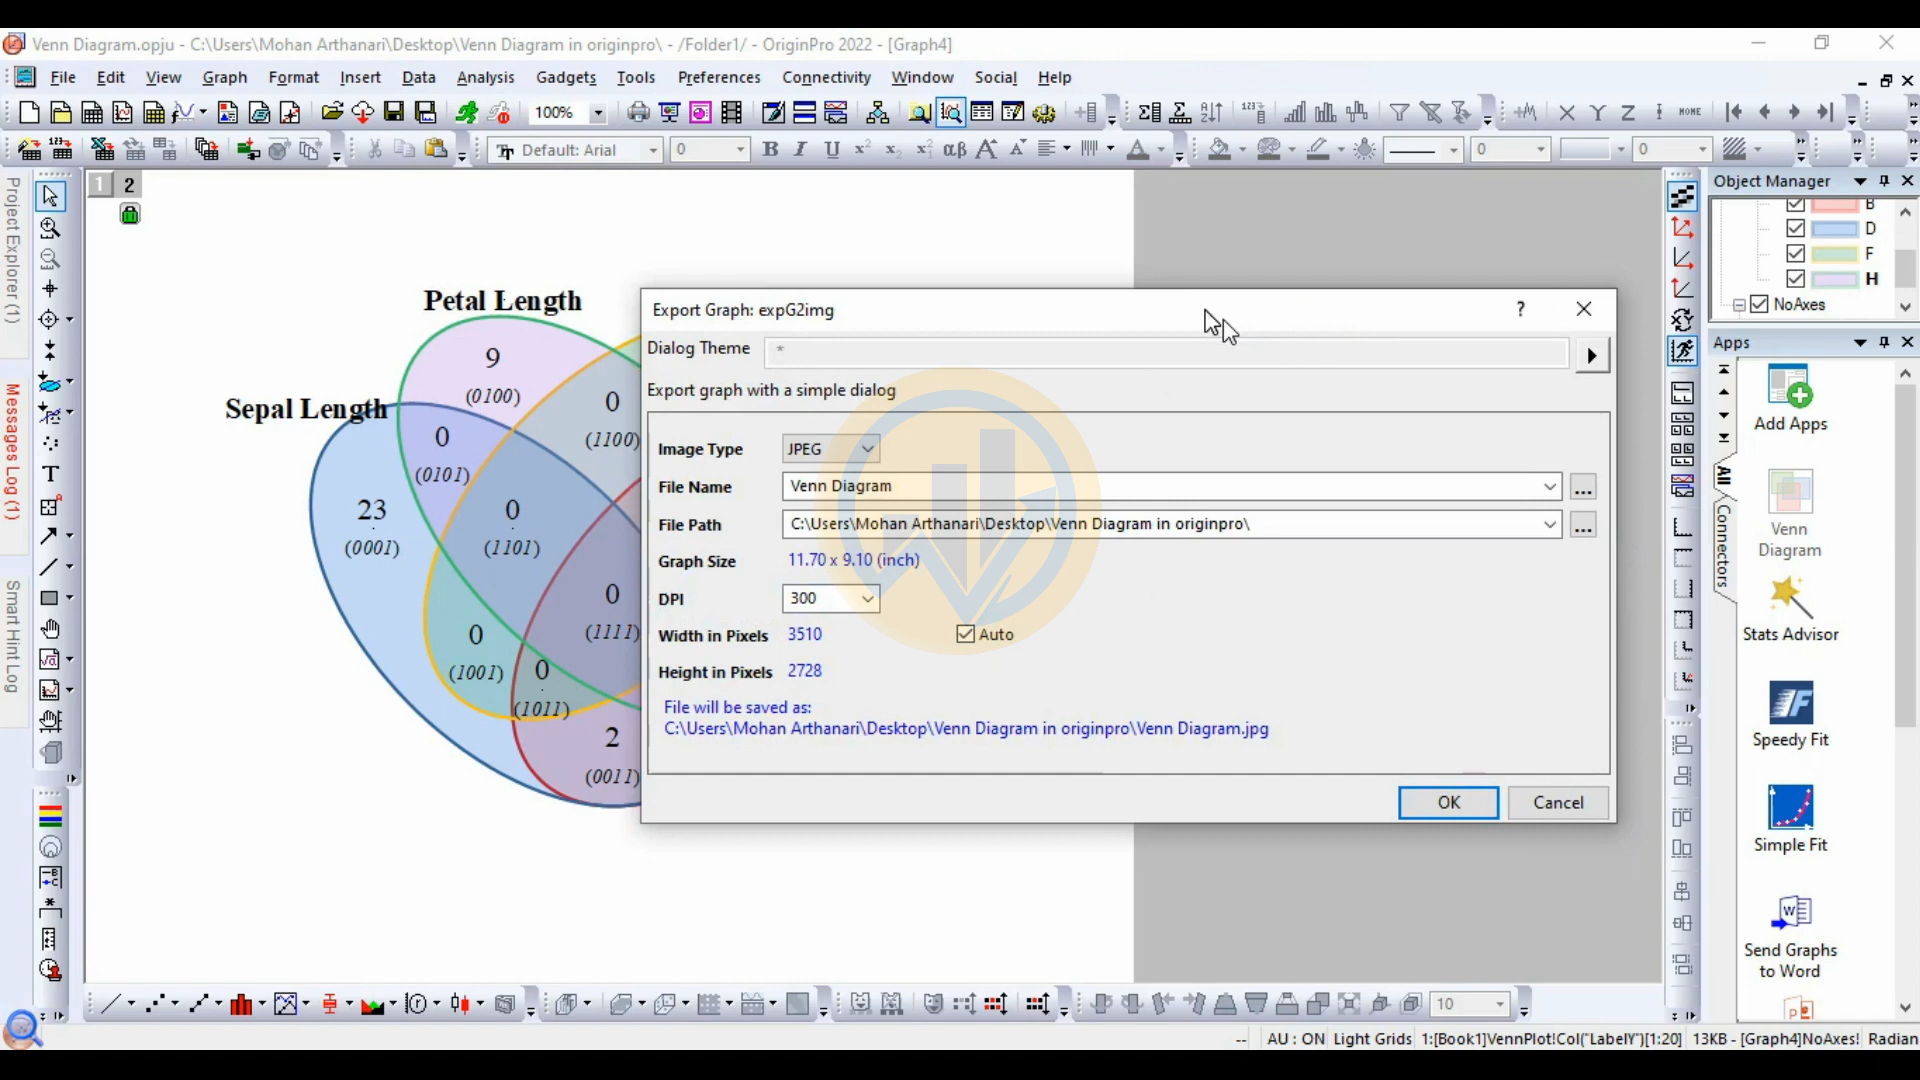 Venn Diagram.opju - C:\Users\Mohan Arthanari\Desktop\Venn Diagram in originpro\ - /Folder1/ - OriginPro 2022 - [Graph4]
File Edit View Graph Format Insert Data Analysis Gadgets Tools Preferences Connectivity Window Social Help
100%
X Y Z HOME
Default: Arial 0 B I U αβ A A A 0 0
Project Explorer (1)
Messages Log (1)
Smart Hint Log
1 2
Petal Length
Sepal Length
9
(0100)
0
(1100)
0
(0101)
23
(0001)
0
(1101)
0
(1111)
0
(1001)
0
(1011)
2
(0011)
Export Graph: expG2img ?
Dialog Theme *
Export graph with a simple dialog
Image Type JPEG
File Name Venn Diagram ...
File Path C:\Users\Mohan Arthanari\Desktop\Venn Diagram in originpro\ ...
Graph Size 11.70 x 9.10 (inch)
DPI 300
Width in Pixels 3510 Auto
Height in Pixels 2728
File will be saved as:
C:\Users\Mohan Arthanari\Desktop\Venn Diagram in originpro\Venn Diagram.jpg
OK Cancel
Object Manager
B
D
F
H
NoAxes
Apps
All
Connectors
Add Apps
Venn
Diagram
Stats Advisor
Speedy Fit
Simple Fit
Send Graphs
to Word
10
-- AU : ON Light Grids 1:[Book1]VennPlot!Col("LabelY")[1:20] 13KB - [Graph4]NoAxes! Radian